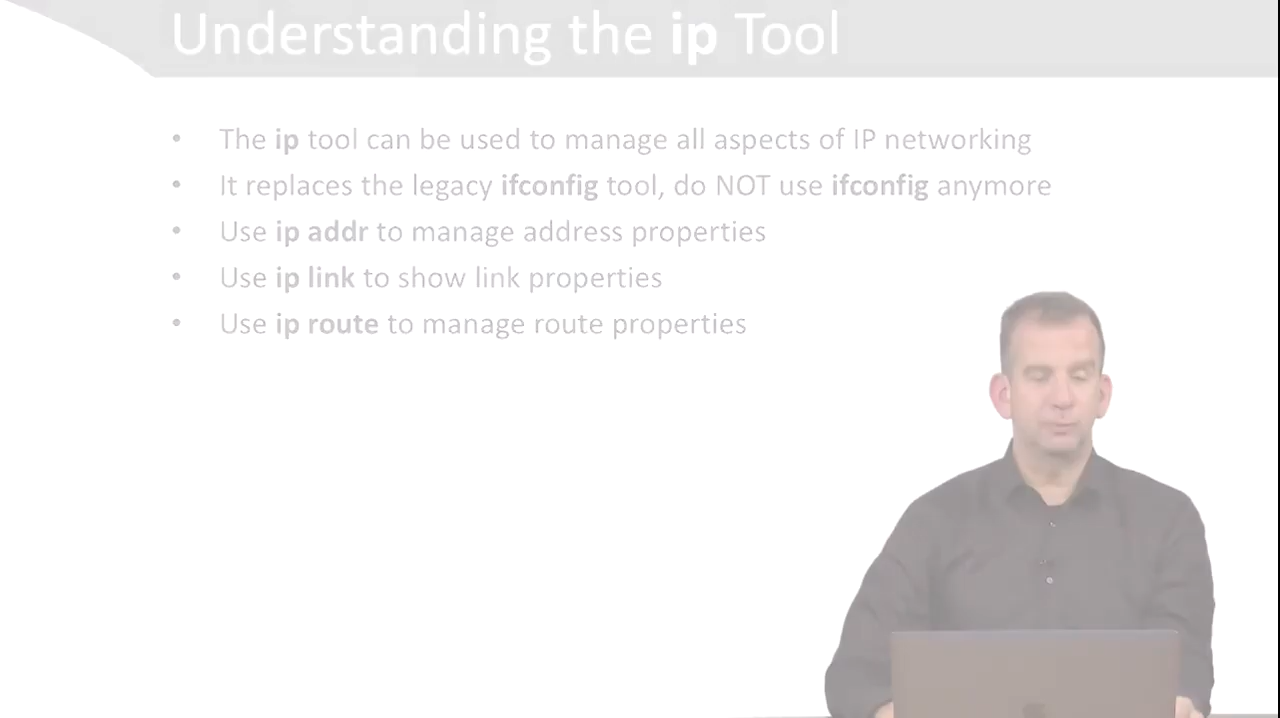 Understanding the ip Tool
• The ip tool can be used to manage all aspects of IP networking
• It replaces the legacy ifconfig tool, do NOT use ifconfig anymore
• Use ip addr to manage address properties
• Use ip link to show link properties
• Use ip route to manage route properties